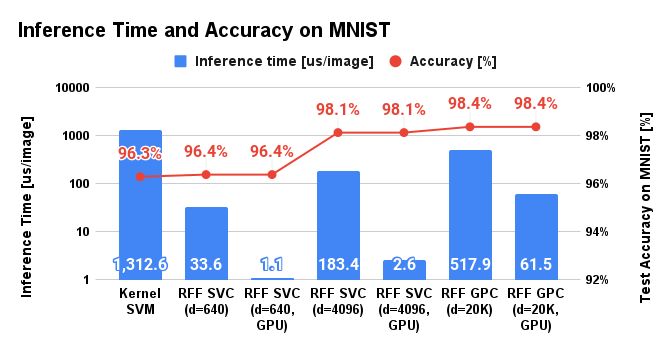 Inference Time and Accuracy on MNIST
Inference time [us/image]
Accuracy [%]
Inference Time [us/image]
10000
1000
100
10
1
96.3%
96.4%
96.4%
98.1%
98.1%
98.4%
98.4%
1,312.6
33.6
1.1
183.4
2.6
517.9
61.5
100%
98%
96%
94%
92%
Test Accuracy on MNIST [%]
Kernel
SVM
RFF SVC
(d=640)
RFF SVC
(d=640,
GPU)
RFF SVC
(d=4096)
RFF SVC
(d=4096,
GPU)
RFF GPC
(d=20K)
RFF GPC
(d=20K,
GPU)